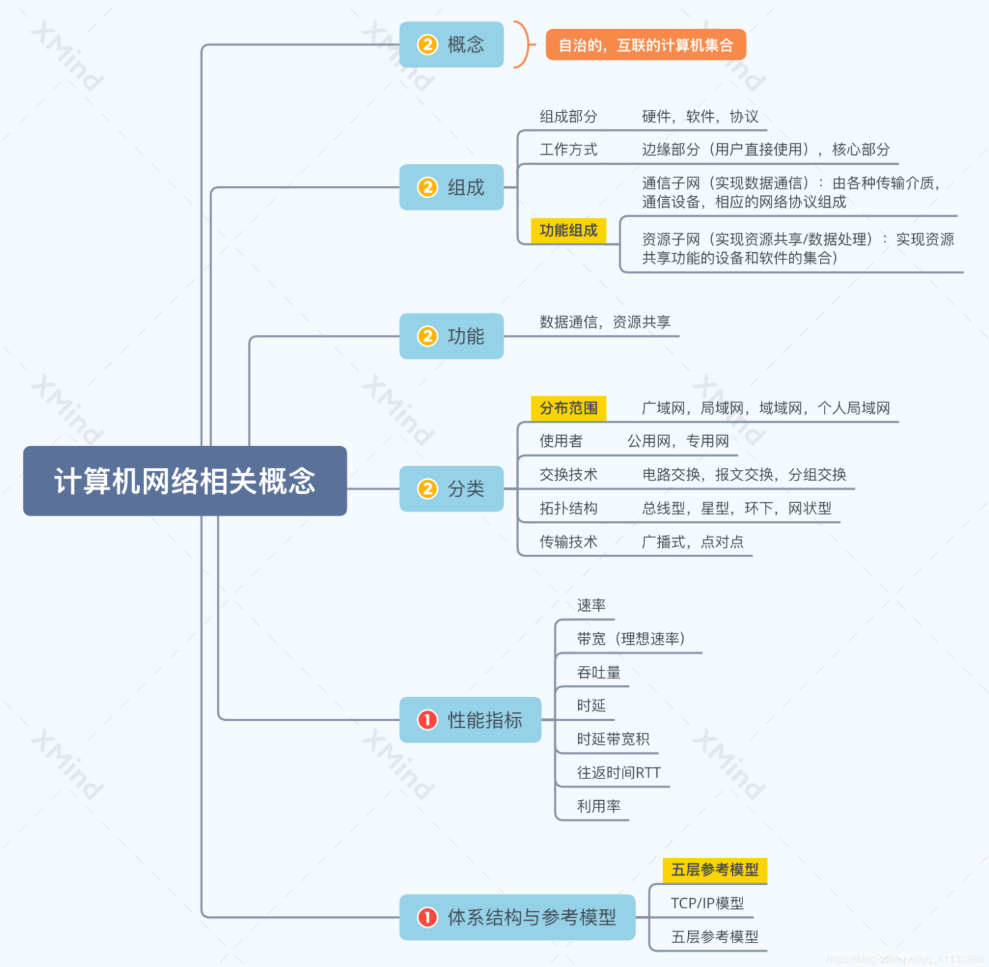 XMind
XMind
XMind
② 概念
自治的，互联的计算机集合
② 组成
组成部分 硬件，软件，协议
工作方式 边缘部分（用户直接使用），核心部分
功能组成
通信子网（实现数据通信）：由各种传输介质，
通信设备，相应的网络协议组成
资源子网（实现资源共享/数据处理）：实现资源
共享功能的设备和软件的集合）
② 功能
数据通信，资源共享
XMind
XMind
XMind
计算机网络相关概念
② 分类
分布范围 广域网，局域网，域域网，个人局域网
使用者 公用网，专用网
交换技术 电路交换，报文交换，分组交换
拓扑结构 总线型，星型，环下，网状型
传输技术 广播式，点对点
① 性能指标
速率
带宽（理想速率）
吞吐量
时延
时延带宽积
往返时间RTT
利用率
XMind
XMind
XMind
① 体系结构与参考模型
五层参考模型
TCP/IP模型
五层参考模型